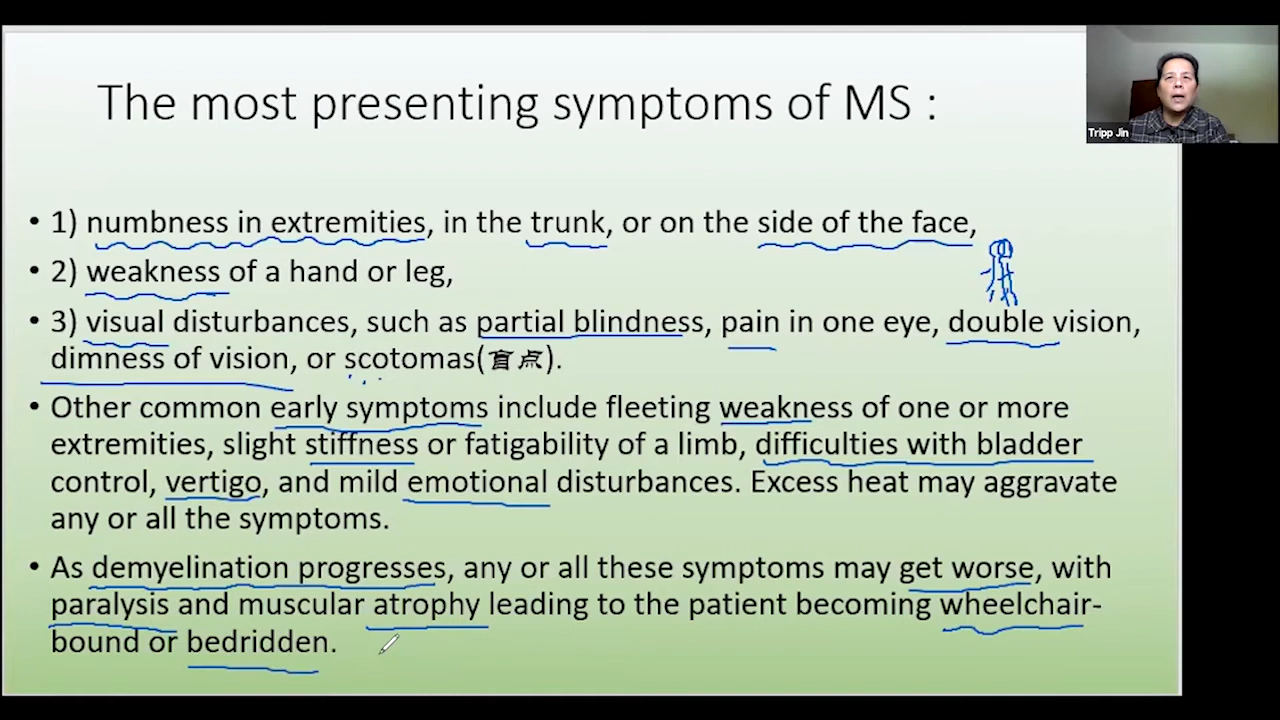 The most presenting symptoms of MS :
Tripp Jin
• 1) numbness in extremities, in the trunk, or on the side of the face,
• 2) weakness of a hand or leg,
• 3) visual disturbances, such as partial blindness, pain in one eye, double vision,
dimness of vision, or scotomas(盲点).
• Other common early symptoms include fleeting weakness of one or more
extremities, slight stiffness or fatigability of a limb, difficulties with bladder
control, vertigo, and mild emotional disturbances. Excess heat may aggravate
any or all the symptoms.
• As demyelination progresses, any or all these symptoms may get worse, with
paralysis and muscular atrophy leading to the patient becoming wheelchair-
bound or bedridden.